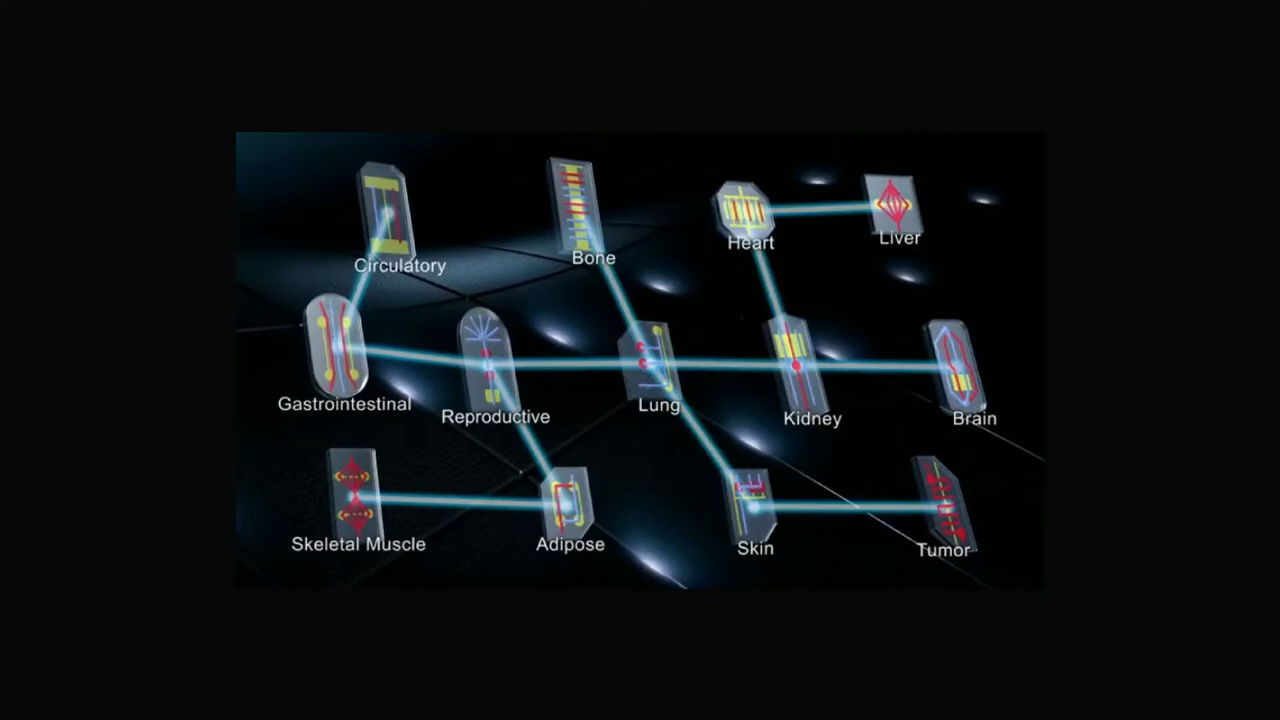 Circulatory
Bone
Heart
Liver
Gastrointestinal
Reproductive
Lung
Kidney
Brain
Skeletal Muscle
Adipose
Skin
Tumor